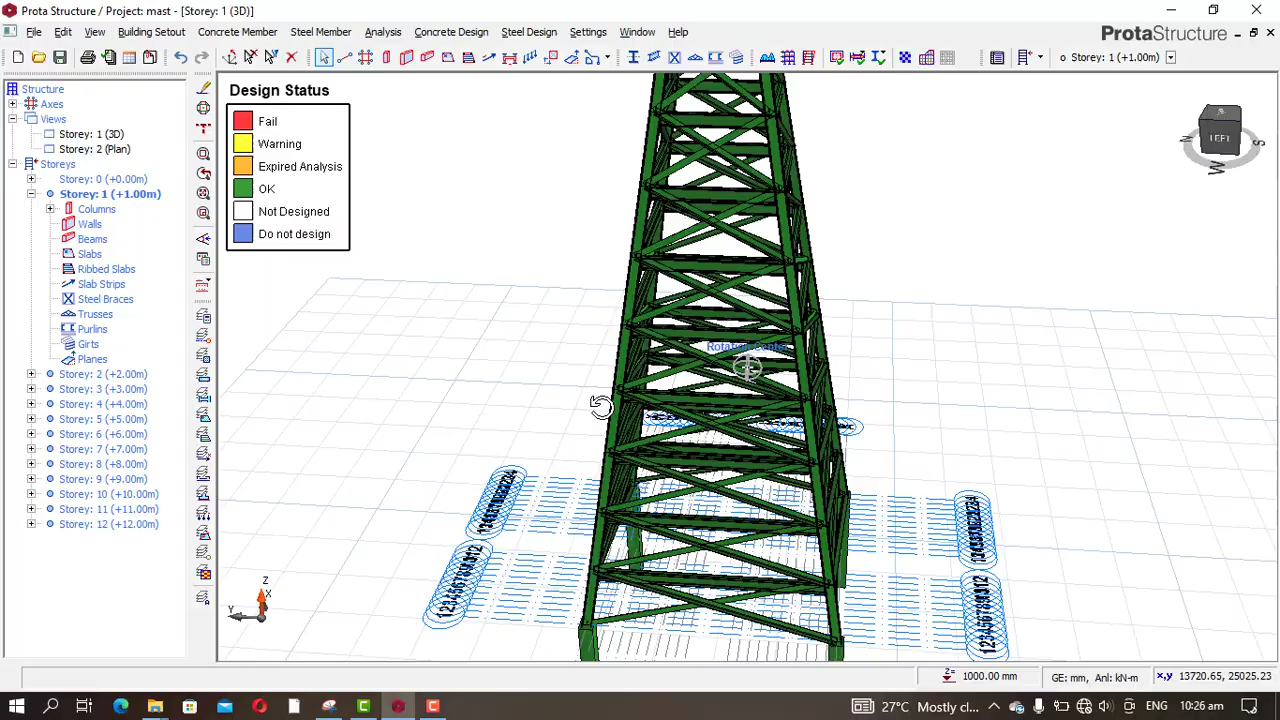 Prota Structure / Project: mast - [Storey: 1 (3D)]
File Edit View Building Setout Concrete Member Steel Member Analysis Concrete Design Steel Design Settings Window Help
ProtaStructure
Storey: 1 (+1.00m)
Structure
Axes
Views
Storey: 1 (3D)
Storey: 2 (Plan)
Storeys
Storey: 0 (+0.00m)
Storey: 1 (+1.00m)
Columns
Walls
Beams
Slabs
Ribbed Slabs
Slab Strips
Steel Braces
Trusses
Purlins
Girts
Planes
Storey: 2 (+2.00m)
Storey: 3 (+3.00m)
Storey: 4 (+4.00m)
Storey: 5 (+5.00m)
Storey: 6 (+6.00m)
Storey: 7 (+7.00m)
Storey: 8 (+8.00m)
Storey: 9 (+9.00m)
Storey: 10 (+10.00m)
Storey: 11 (+11.00m)
Storey: 12 (+12.00m)
Design Status
Fail
Warning
Expired Analysis
OK
Not Designed
Do not design
LEFT
N S
W
Rotation Center
Z
X
Y
Z=
1000.00 mm
GE: mm, Anl: kN-m
x,y 13720.65, 25025.23
27°C Mostly cl...
ENG
10:26 am